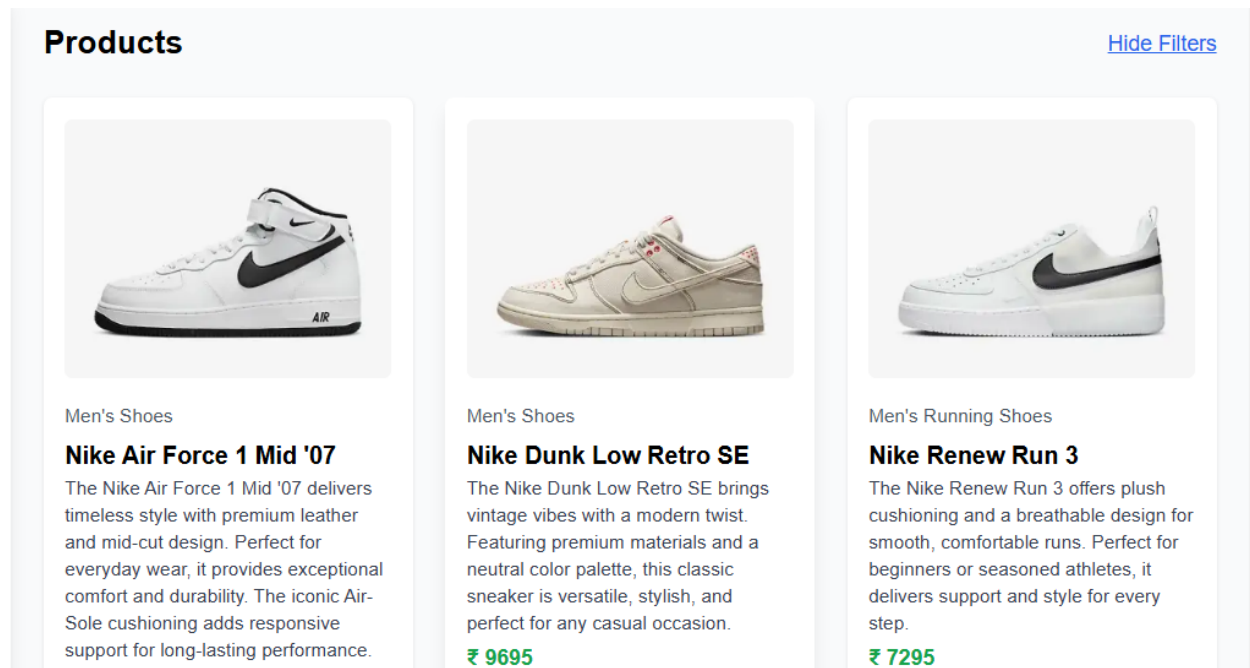 Products
Hide Filters
AIR
Men's Shoes
Nike Air Force 1 Mid '07
The Nike Air Force 1 Mid '07 delivers
timeless style with premium leather
and mid-cut design. Perfect for
everyday wear, it provides exceptional
comfort and durability. The iconic Air-
Sole cushioning adds responsive
support for long-lasting performance.
Men's Shoes
Nike Dunk Low Retro SE
The Nike Dunk Low Retro SE brings
vintage vibes with a modern twist.
Featuring premium materials and a
neutral color palette, this classic
sneaker is versatile, stylish, and
perfect for any casual occasion.
₹ 9695
Men's Running Shoes
Nike Renew Run 3
The Nike Renew Run 3 offers plush
cushioning and a breathable design for
smooth, comfortable runs. Perfect for
beginners or seasoned athletes, it
delivers support and style for every
step.
₹ 7295